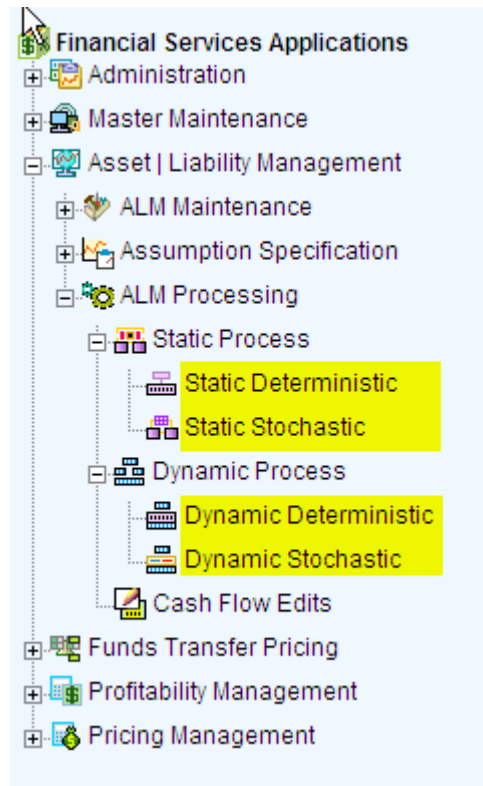 Financial Services Applications
Administration
Master Maintenance
Asset | Liability Management
ALM Maintenance
Assumption Specification
ALM Processing
Static Process
Static Deterministic
Static Stochastic
Dynamic Process
Dynamic Deterministic
Dynamic Stochastic
Cash Flow Edits
Funds Transfer Pricing
Profitability Management
Pricing Management